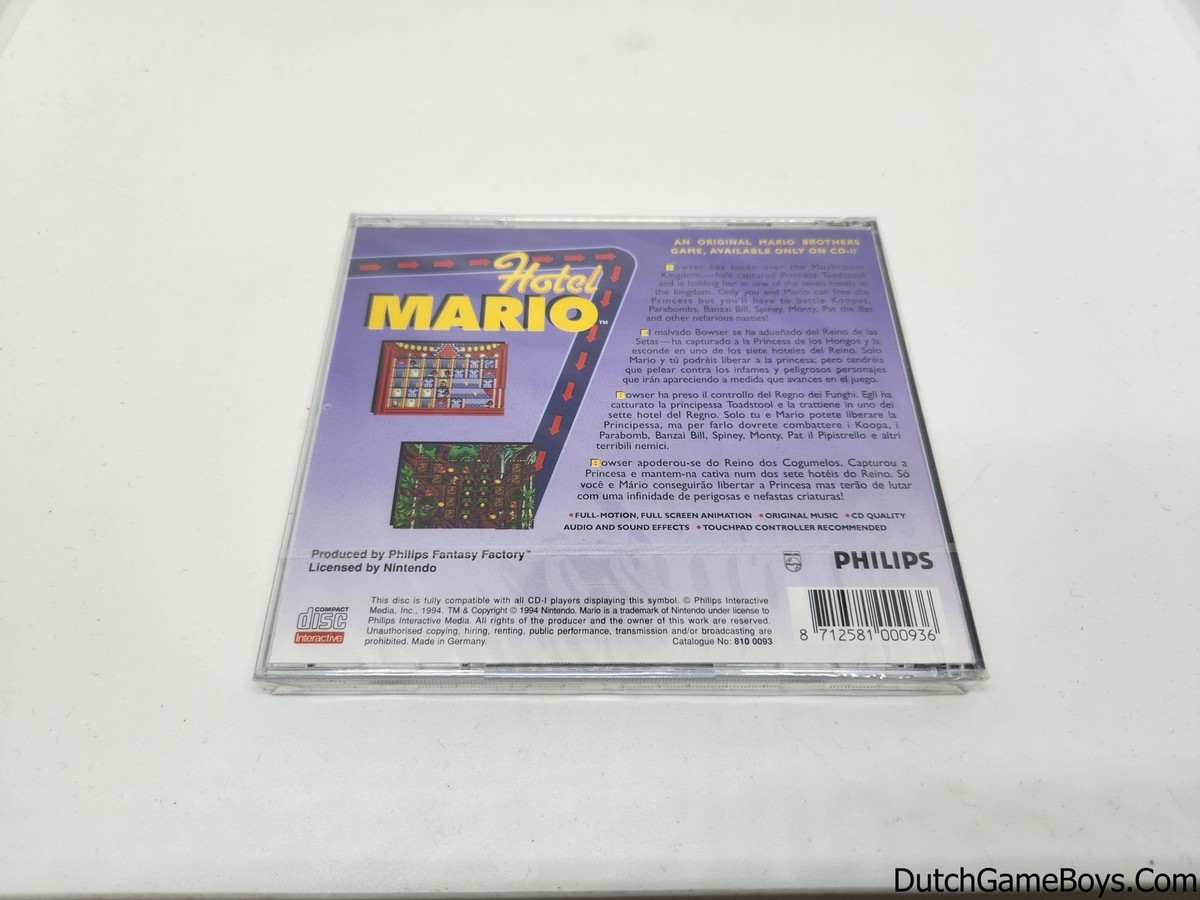 AN ORIGINAL MARIO BROTHERS
GAME, AVAILABLE ONLY ON CD-i!
Hotel
MARIO™
Bowser has taken over the Mushroom
Kingdom—he's captured Princess Toadstool
and is holding her in one of the seven hotels in
the kingdom. Only you and Mario can free the
Princess but you'll have to battle Koopas,
Parabombs, Banzai Bill, Spiney, Monty, Pat the Bat
and other nefarious nasties!
El malvado Bowser se ha adueñado del Reino de las
Setas—ha capturado a la Princesa de los Hongos y la
esconde en uno de los siete hoteles del Reino. Solo
Mario y tú podréis liberar a la princesa; pero tendréis
que pelear contra los infames y peligrosos personajes
que irán apareciendo a medida que avances en el juego.
Bowser ha preso il controllo del Regno dei Funghi. Egli ha
catturato la principessa Toadstool e la trattiene in uno dei
sette hotel del Regno. Solo tu e Mario potete liberare la
Principessa, ma per farlo dovrete combattere i Koopa, i
Parabomb, Banzai Bill, Spiney, Monty, Pat il Pipistrello e altri
terribili nemici.
Bowser apoderou-se do Reino dos Cogumelos. Capturou a
Princesa e mantem-na cativa num dos sete hotéis do Reino. Só
você e Mário conseguirão libertar a Princesa mas terão de lutar
com uma infinidade de perigosas e nefastas criaturas!
•FULL-MOTION, FULL SCREEN ANIMATION •ORIGINAL MUSIC •CD QUALITY
AUDIO AND SOUND EFFECTS •TOUCHPAD CONTROLLER RECOMMENDED
Produced by Philips Fantasy Factory™
Licensed by Nintendo
PHILIPS
PHILIPS
COMPACT
disc
Interactive
This disc is fully compatible with all CD-I players displaying this symbol. © Philips Interactive
Media, Inc., 1994. TM & Copyright © 1994 Nintendo. Mario is a trademark of Nintendo under license to
Philips Interactive Media. All rights of the producer and the owner of this work are reserved.
Unauthorised copying, hiring, renting, public performance, transmission and/or broadcasting are
prohibited. Made in Germany. Catalogue No: 810 0093
8 712581 000936
DutchGameBoys.Com